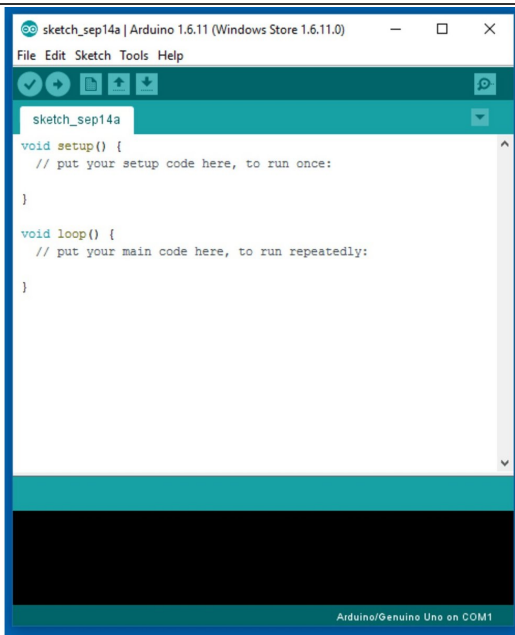 sketch_sep14a | Arduino 1.6.11 (Windows Store 1.6.11.0)
File Edit Sketch Tools Help
sketch_sep14a
void setup() {
  // put your setup code here, to run once:
}
void loop() {
  // put your main code here, to run repeatedly:
}
Arduino/Genuino Uno on COM1